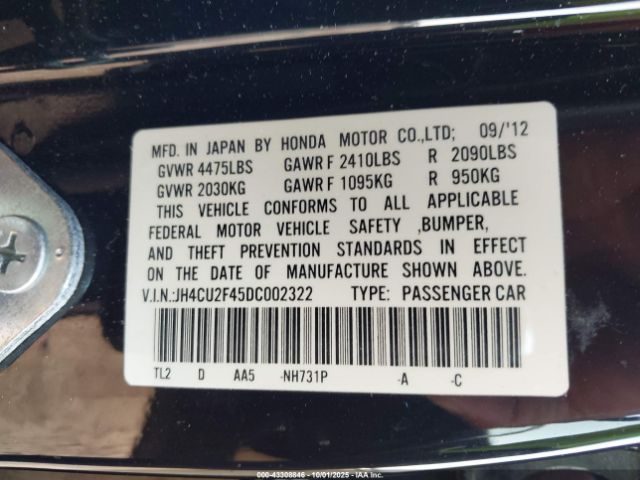 MFD. IN JAPAN BY HONDA MOTOR CO.,LTD; 09/'12
GVWR 4475LBS GAWR F 2410LBS R 2090LBS
GVWR 2030KG GAWR F 1095KG R 950KG
THIS VEHICLE CONFORMS TO ALL APPLICABLE
FEDERAL MOTOR VEHICLE SAFETY ,BUMPER,
AND THEFT PREVENTION STANDARDS IN EFFECT
ON THE DATE OF MANUFACTURE SHOWN ABOVE.
V.I.N.:JH4CU2F45DC002322 TYPE: PASSENGER CAR
TL2 D AA5 -NH731P -A -C
000-43308846 - 10/01/2025 - IAA Inc.